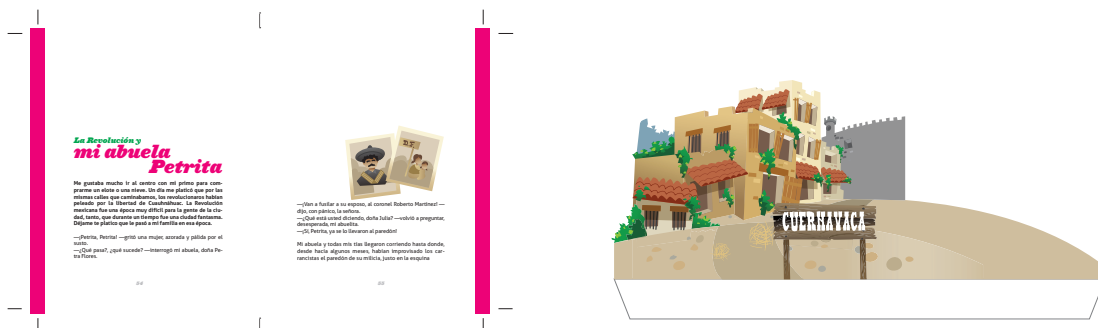 La Revolución y
mi abuela
Petrita
Me gustaba mucho ir al centro con mi primo para com-
prarme un elote o una nieve. Un día me platicó que por las
mismas calles que caminábamos, los revolucionaros habían
peleado por la libertad de Cuauhnáhuac. La Revolución
mexicana fue una época muy difícil para la gente de la ciu-
dad, tanto, que durante un tiempo fue una ciudad fantasma.
Déjame te platico que le pasó a mi familia en esa época.
—¡Petrita, Petrita! —gritó una mujer, azorada y pálida por el
susto.
—¿Qué pasa?, ¿qué sucede? —interrogó mi abuela, doña Pe-
tra Flores.
—¡Van a fusilar a su esposo, al coronel Roberto Martínez! —
dijo, con pánico, la señora.
—¿Qué está usted diciendo, doña Julia? —volvió a preguntar,
desesperada, mi abuelita.
—¡Sí, Petrita, ya se lo llevaron al paredón!
Mi abuela y todas mis tías llegaron corriendo hasta donde,
desde hacía algunos meses, habían improvisado los car-
rancistas el paredón de su milicia, justo en la esquina
CUERNAVACA